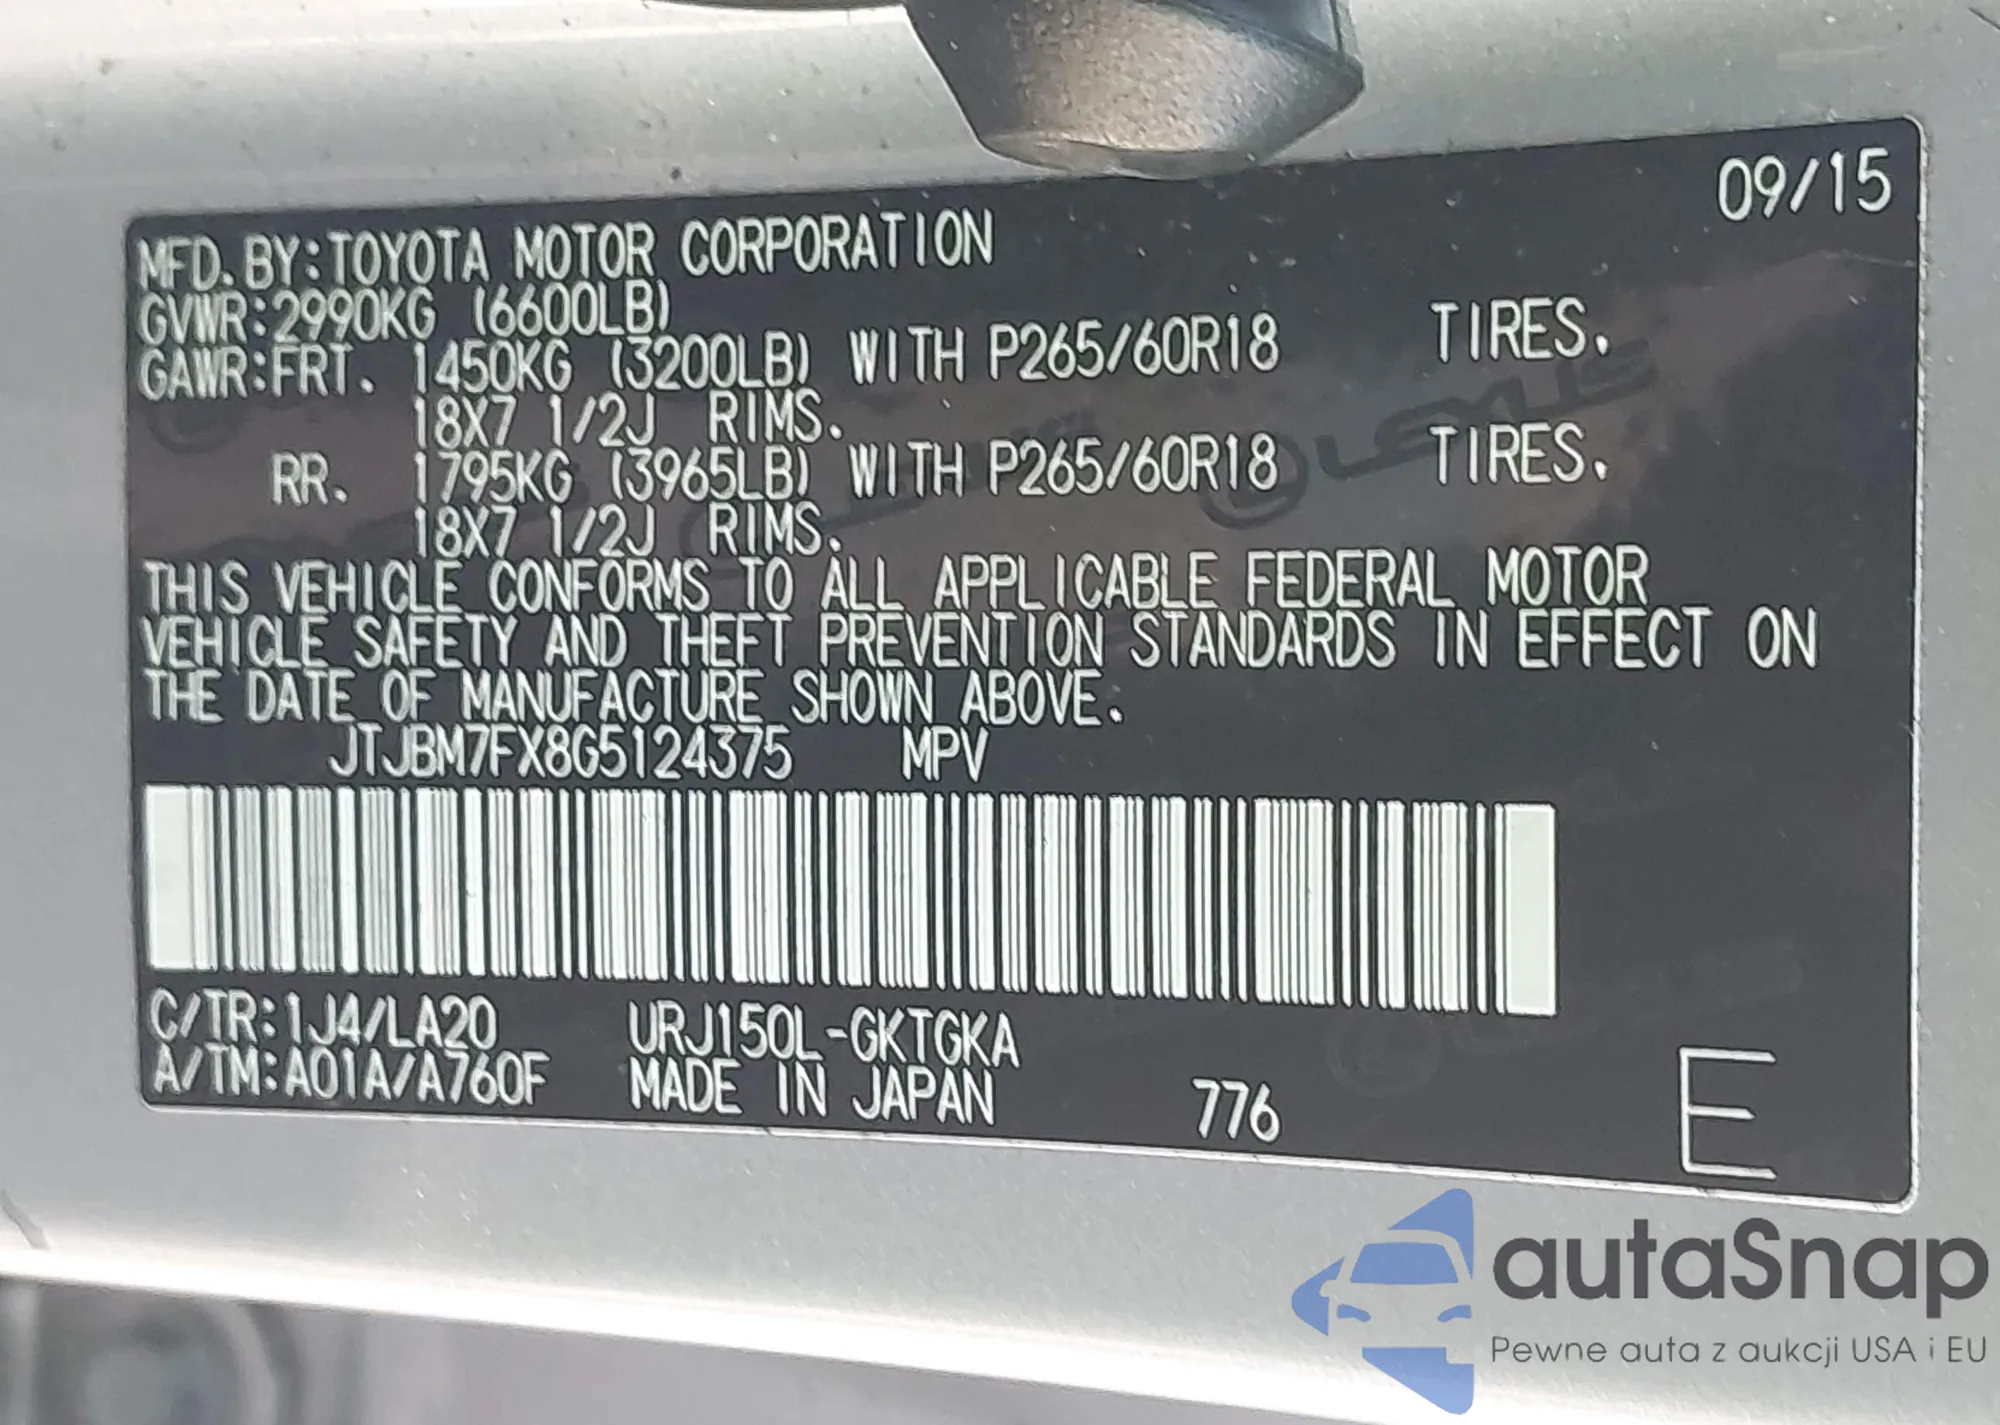 09/15
MFD. BY: TOYOTA MOTOR CORPORATION
GVWR: 2990KG (6600LB)
GAWR: FRT. 1450KG (3200LB) WITH P265/60R18 TIRES.
18X7 1/2J RIMS.
RR. 1795KG (3965LB) WITH P265/60R18 TIRES.
18X7 1/2J RIMS.
THIS VEHICLE CONFORMS TO ALL APPLICABLE FEDERAL MOTOR
VEHICLE SAFETY AND THEFT PREVENTION STANDARDS IN EFFECT ON
THE DATE OF MANUFACTURE SHOWN ABOVE.
JTJBM7FX8G5124375 MPV
C/TR: 1J4/LA20 URJ150L-GKTGKA
A/TM: A01A/A760F MADE IN JAPAN 776
E
LEXUS
autaSnap
Pewne auta z aukcji USA i EU